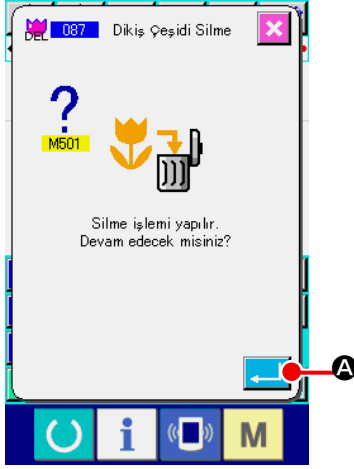 DEL 087 Dikiş Çeşidi Silme
?
M501
Silme işlemi yapılır.
Devam edecek misiniz?
A
i M